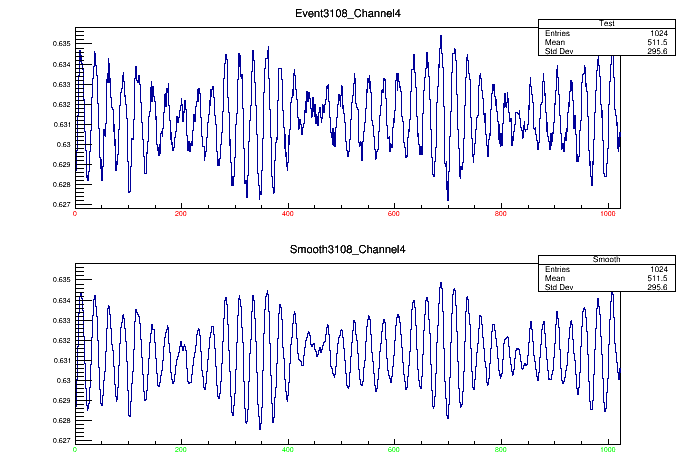 Event3108_Channel4
Test
Entries 1024
Mean 511.5
Std Dev 295.6
0.635
0.634
0.633
0.632
0.631
0.63
0.629
0.628
0.627
0 200 400 600 800 1000
Smooth3108_Channel4
Smooth
Entries 1024
Mean 511.5
Std Dev 295.6
0.635
0.634
0.633
0.632
0.631
0.63
0.629
0.628
0.627
0 200 400 600 800 1000